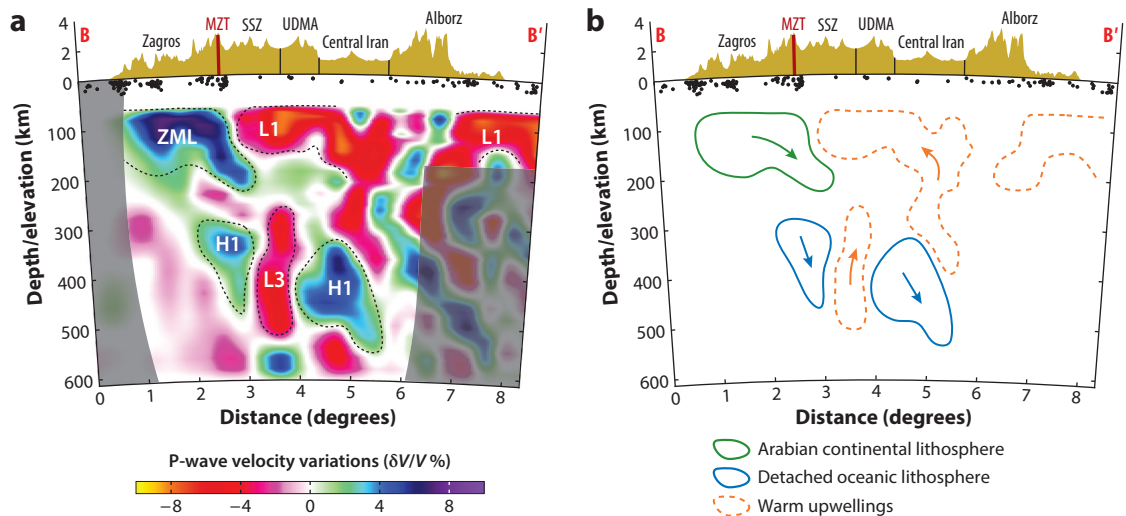 a
B
B′
MZT
SSZ
UDMA
Alborz
Zagros
Central Iran
4
2
0
ZML
L1
L1
H1
L3
H1
100
200
300
400
500
600
Depth/elevation (km)
0 1 2 3 4 5 6 7 8
Distance (degrees)
P-wave velocity variations (δV/V %)
−8 −4 0 4 8
b
B
B′
MZT
SSZ
UDMA
Alborz
Zagros
Central Iran
4
2
0
100
200
300
400
500
600
Depth/elevation (km)
0 1 2 3 4 5 6 7 8
Distance (degrees)
Arabian continental lithosphere
Detached oceanic lithosphere
Warm upwellings